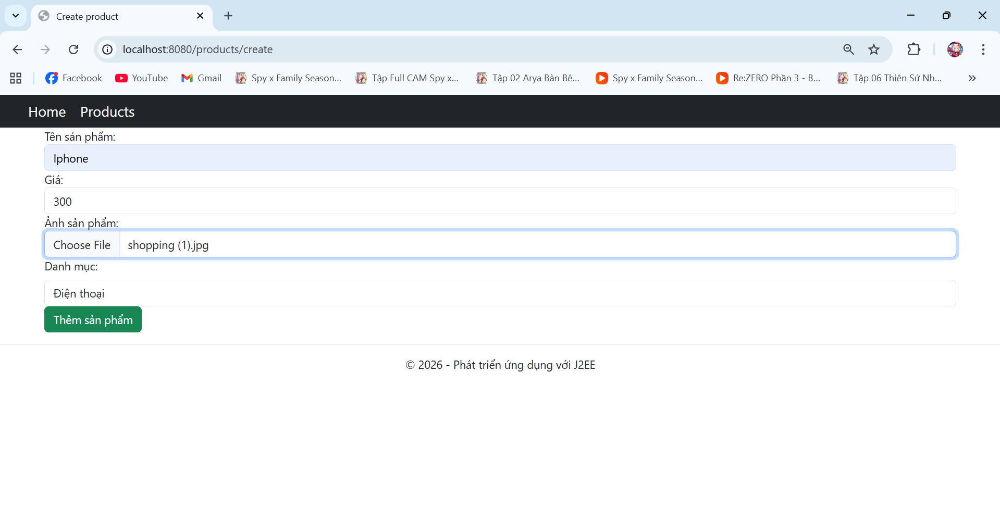 Create product
localhost:8080/products/create
Facebook YouTube Gmail Spy x Family Season... Tập Full CAM Spy x... Tập 02 Arya Bàn Bê... Spy x Family Season... Re:ZERO Phần 3 - B... Tập 06 Thiên Sứ Nh...
Home Products
Tên sản phẩm:
Iphone
Giá:
300
Ảnh sản phẩm:
Choose File shopping (1).jpg
Danh mục:
Điện thoại
Thêm sản phẩm
© 2026 - Phát triển ứng dụng với J2EE